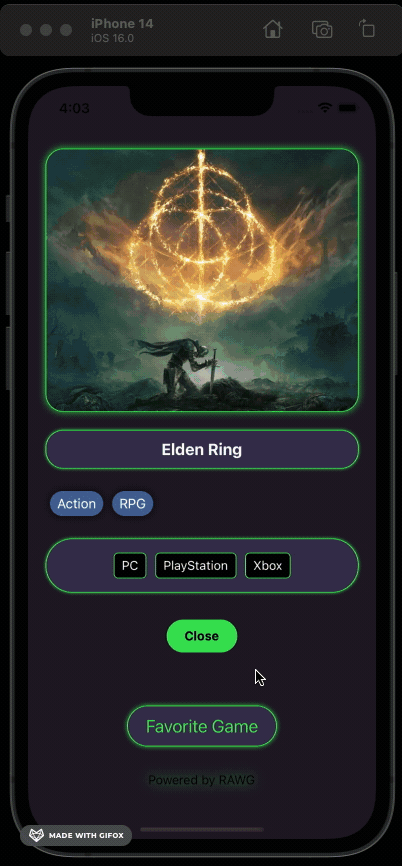 iPhone 14
iOS 16.0
4:03
Elden Ring
Action RPG
PC PlayStation Xbox
Close
Favorite Game
Powered by RAWG
MADE WITH GIFOX